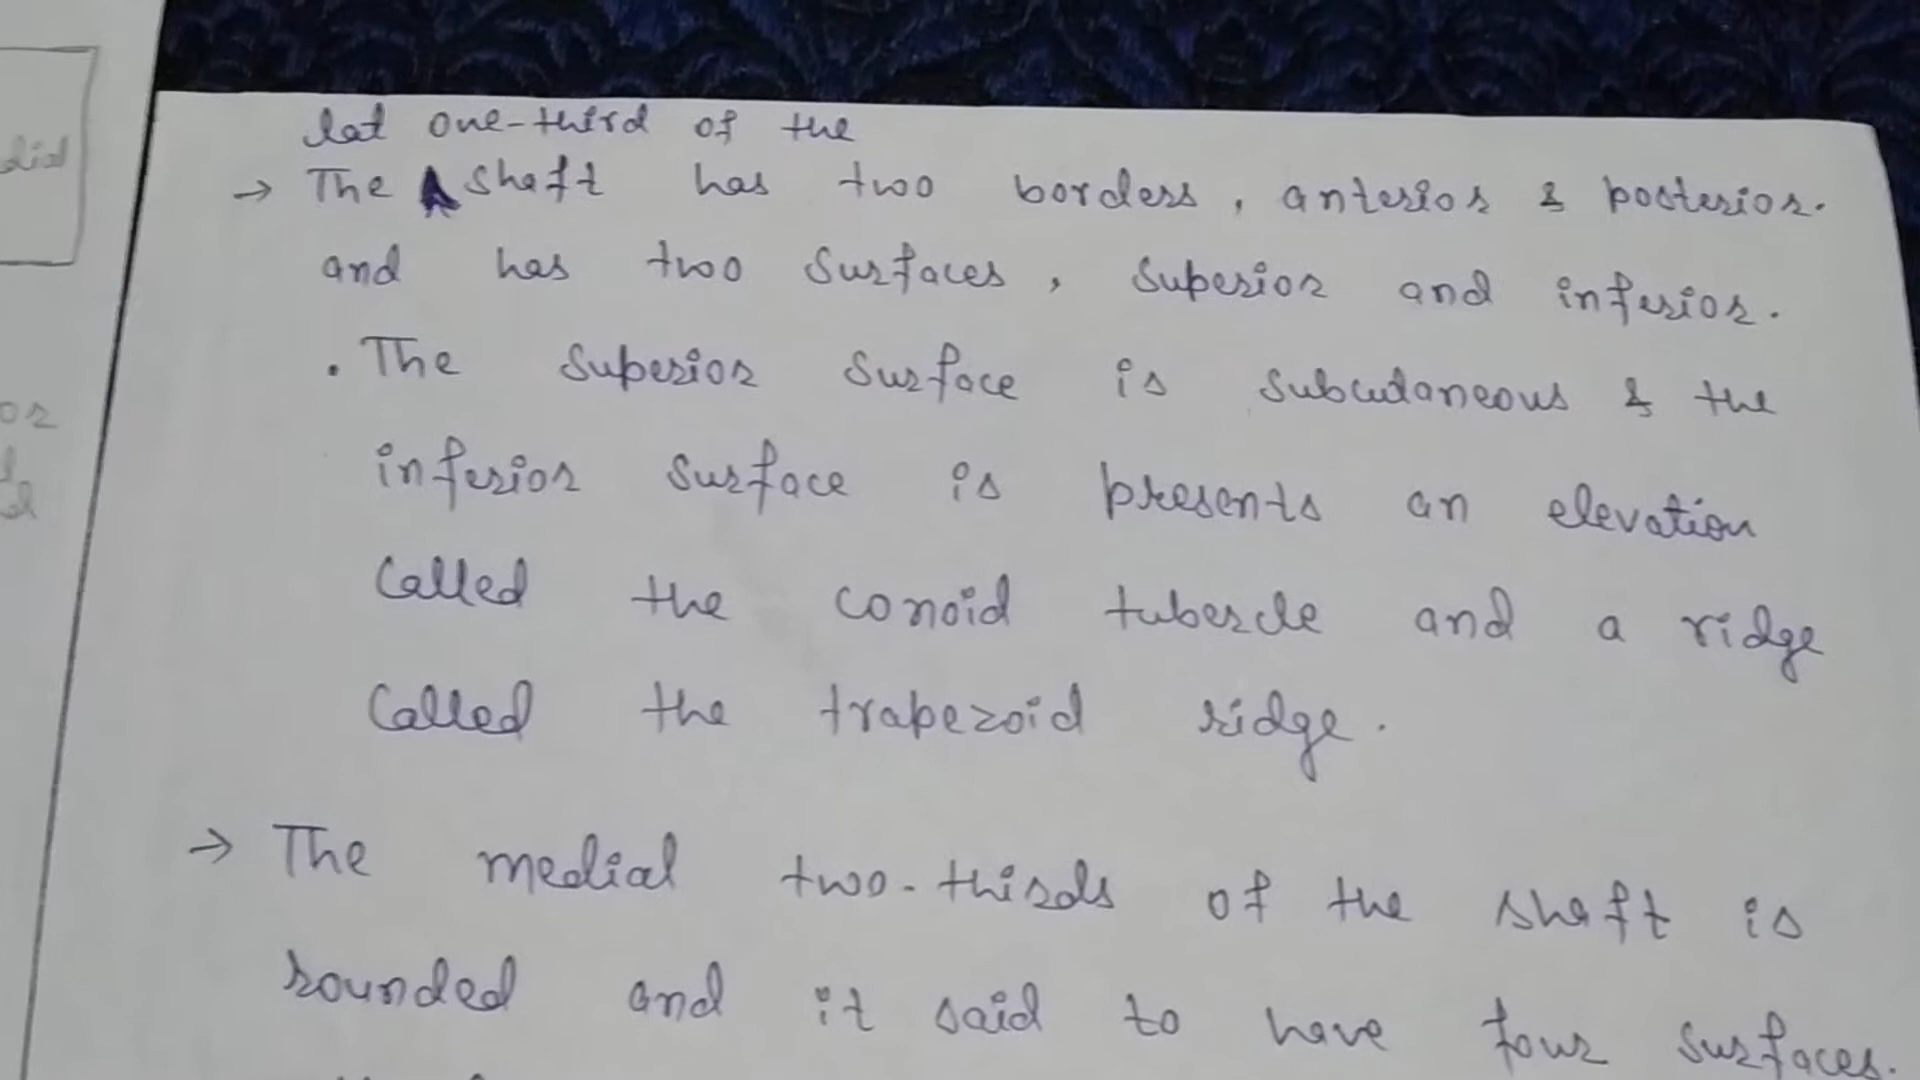 lat one-third of the
→ The shaft has two borders, anterior & posterior.
and has two surfaces, superior and inferior.
. The superior surface is subcutaneous & the
inferior surface is presents an elevation
called the conoid tubercle and a ridge
called the trapezoid ridge.
→ The medial two-thirds of the shaft is
rounded and it said to have four surfaces.